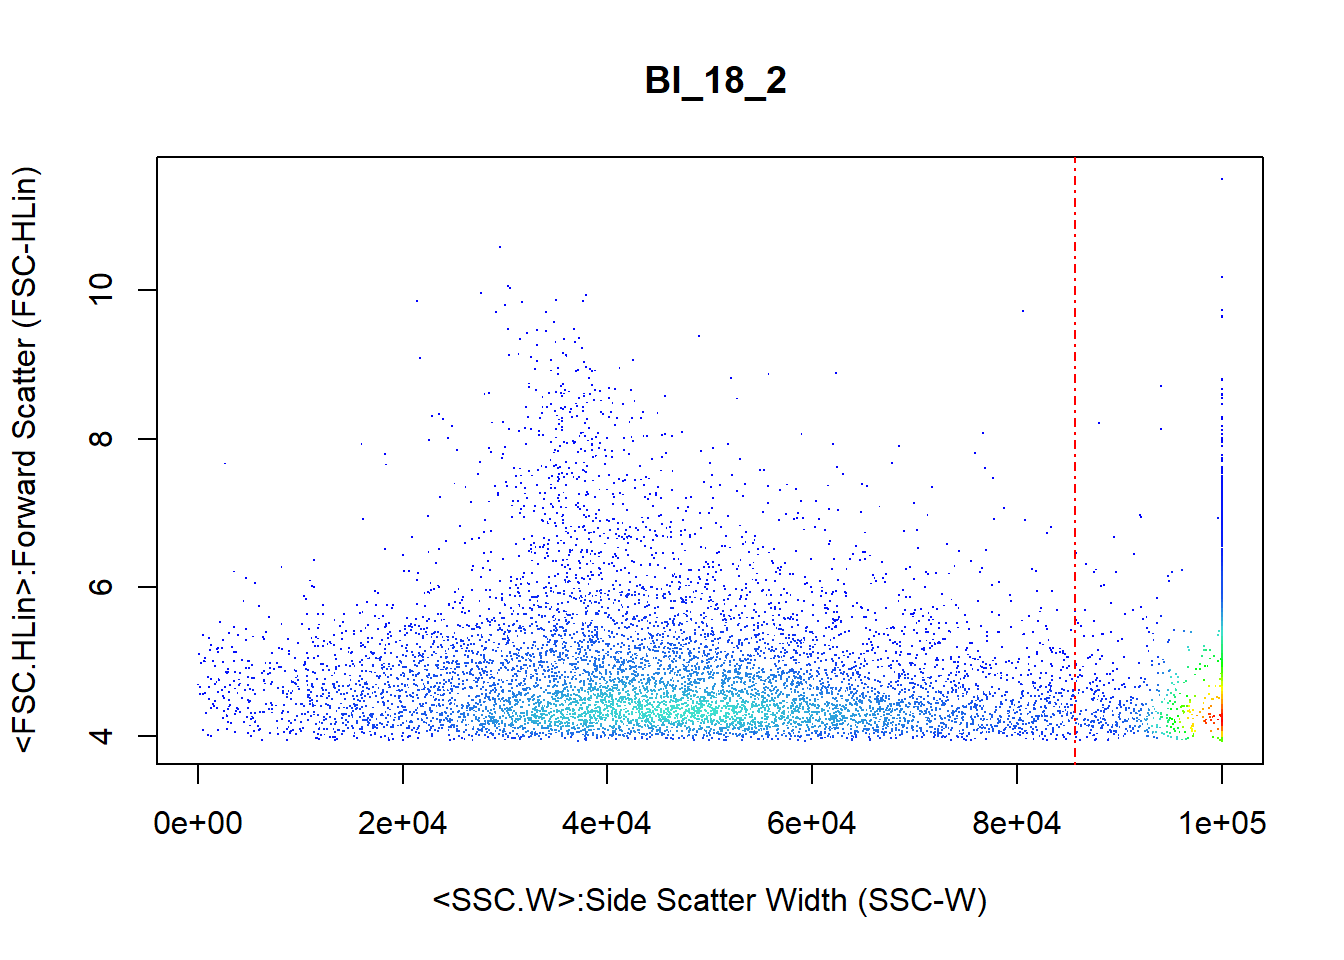 BI_18_2
<FSC.HLin>:Forward Scatter (FSC-HLin)
10
8
6
4
0e+00 2e+04 4e+04 6e+04 8e+04 1e+05
<SSC.W>:Side Scatter Width (SSC-W)